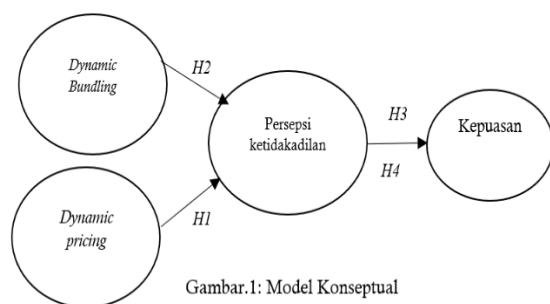 Dynamic
Bundling
H2
Persepsi
ketidakadilan
H3
Kepuasan
H4
Dynamic
pricing
H1
Gambar.1: Model Konseptual